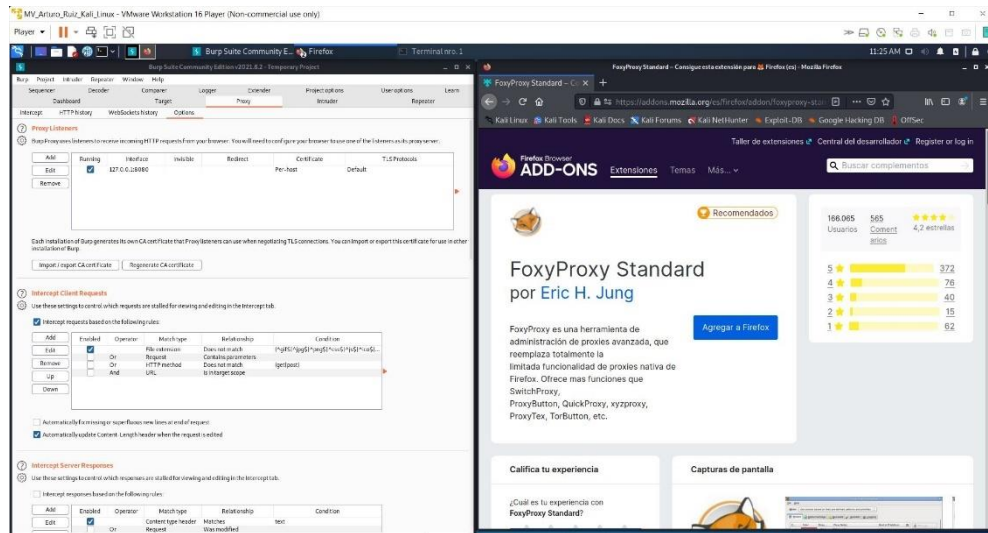 MV_Arturo_Ruiz_Kali_Linux - VMware Workstation 16 Player (Non-commercial use only)
Player
Burp Suite Community E...
Firefox
Terminal nro. 1
11:25 AM
Burp Suite Community Edition v2021.8.2 - Temporary Project
Burp Project Intruder Repeater Window Help
Sequencer Decoder Comparer Logger Extender Project options User options Learn
Dashboard Target Proxy Intruder Repeater
Intercept HTTP history WebSockets history Options
Proxy Listeners
Burp Proxy uses listeners to receive incoming HTTP requests from your browser. You will need to configure your browser to use one of the listeners as its proxy server.
Add Running Interface Invisible Redirect Certificate TLS Protocols
Edit 127.0.0.1:8080 Per-host Default
Remove
Each installation of Burp generates its own CA certificate that Proxy listeners can use when negotiating TLS connections. You can import or export this certificate for use in other
installation of Burp.
Import / export CA certificate Regenerate CA certificate
Intercept Client Requests
Use these settings to control which requests are stalled for viewing and editing in the Intercept tab.
Intercept requests based on the following rules:
Add Enabled Operator Match type Relationship Condition
Edit File extension Does not match
Remove Or Request Contains parameters
Or HTTP method Does not match (get|post)
Up And URL Is in target scope
Down
Automatically fix missing or superfluous new lines at end of request
Automatically update Content-Length header when the request is edited
Intercept Server Responses
Use these settings to control which responses are stalled for viewing and editing in the Intercept tab.
Intercept responses based on the following rules:
Add Enabled Operator Match type Relationship Condition
Edit Content type header Matches text
Or Request Was modified
FoxyProxy Standard – Consigue esta extensión para 🦊 Firefox (es) - Mozilla Firefox
FoxyProxy Standard – Co
https://addons.mozilla.org/es/firefox/addon/foxyproxy-sta
Kali Linux Kali Tools Kali Docs Kali Forums Kali NetHunter Exploit-DB Google Hacking DB OffSec
Taller de extensiones Central del desarrollador Register or log in
Firefox Browser
ADD-ONS Extensiones Temas Más...
Buscar complementos
Recomendados
FoxyProxy Standard
por Eric H. Jung
FoxyProxy es una herramienta de
administración de proxies avanzada, que
reemplaza totalmente la
limitada funcionalidad de proxies nativa de
Firefox. Ofrece mas funciones que
SwitchProxy,
ProxyButton, QuickProxy, xyzproxy,
ProxyTex, TorButton, etc.
Agregar a Firefox
166.065 565
Usuarios Coment 4,2 estrellas
arios
5 372
4 76
3 40
2 15
1 62
Califica tu experiencia
¿Cuál es tu experiencia con
FoxyProxy Standard?
Capturas de pantalla